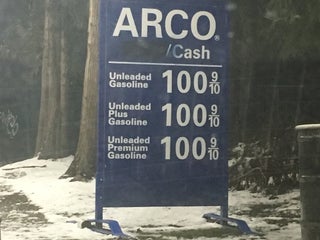 ARCO®
/Cash
Unleaded
Gasoline 100 9/10
Unleaded
Plus
Gasoline 100 9/10
Unleaded
Premium
Gasoline 100 9/10